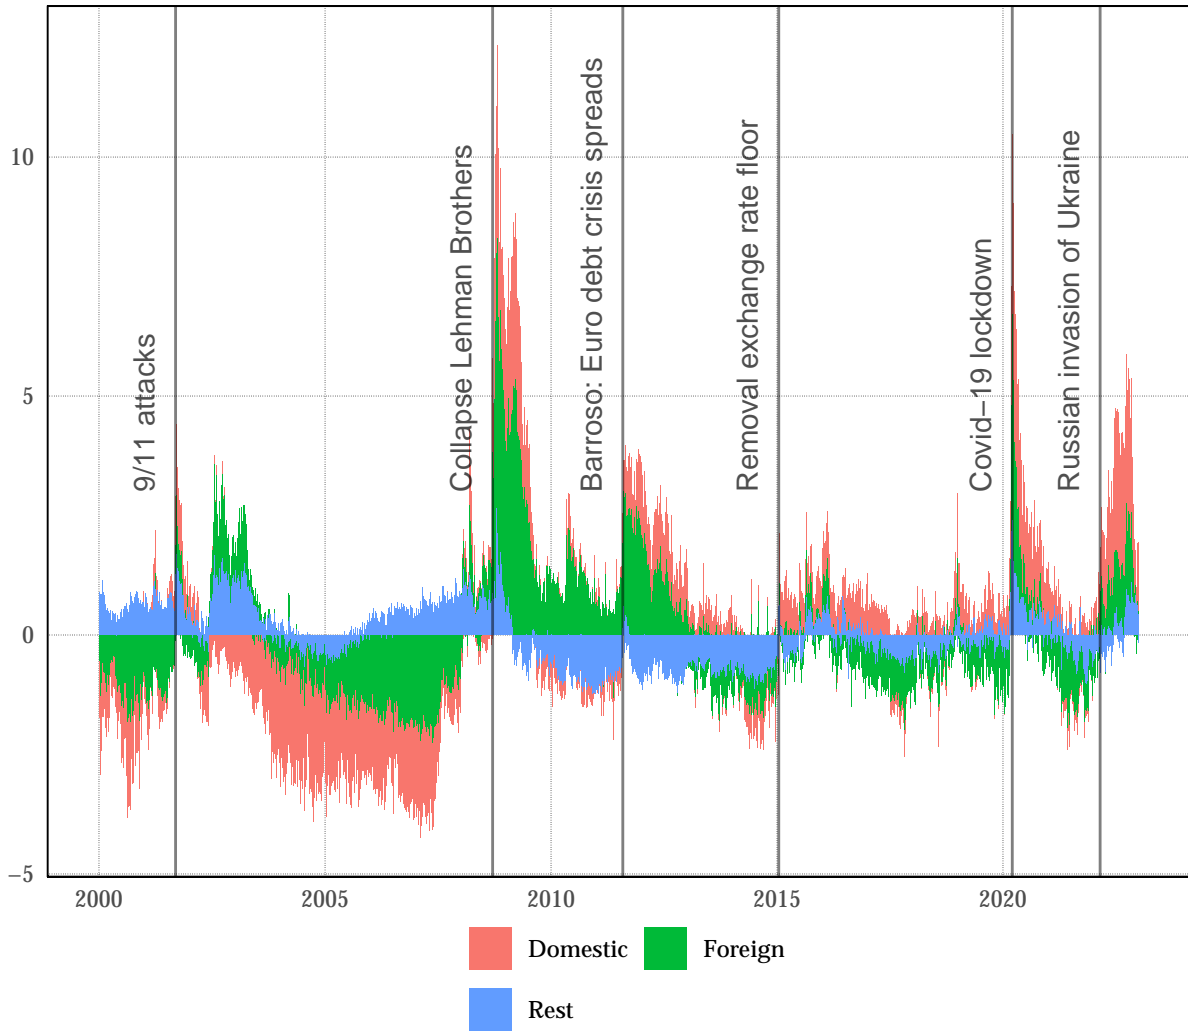 10
5
0
−5
9/11 attacks
Collapse Lehman Brothers
Barroso: Euro debt crisis spreads
Removal exchange rate floor
Covid−19 lockdown
Russian invasion of Ukraine
2000 2005 2010 2015 2020
Domestic Foreign
Rest